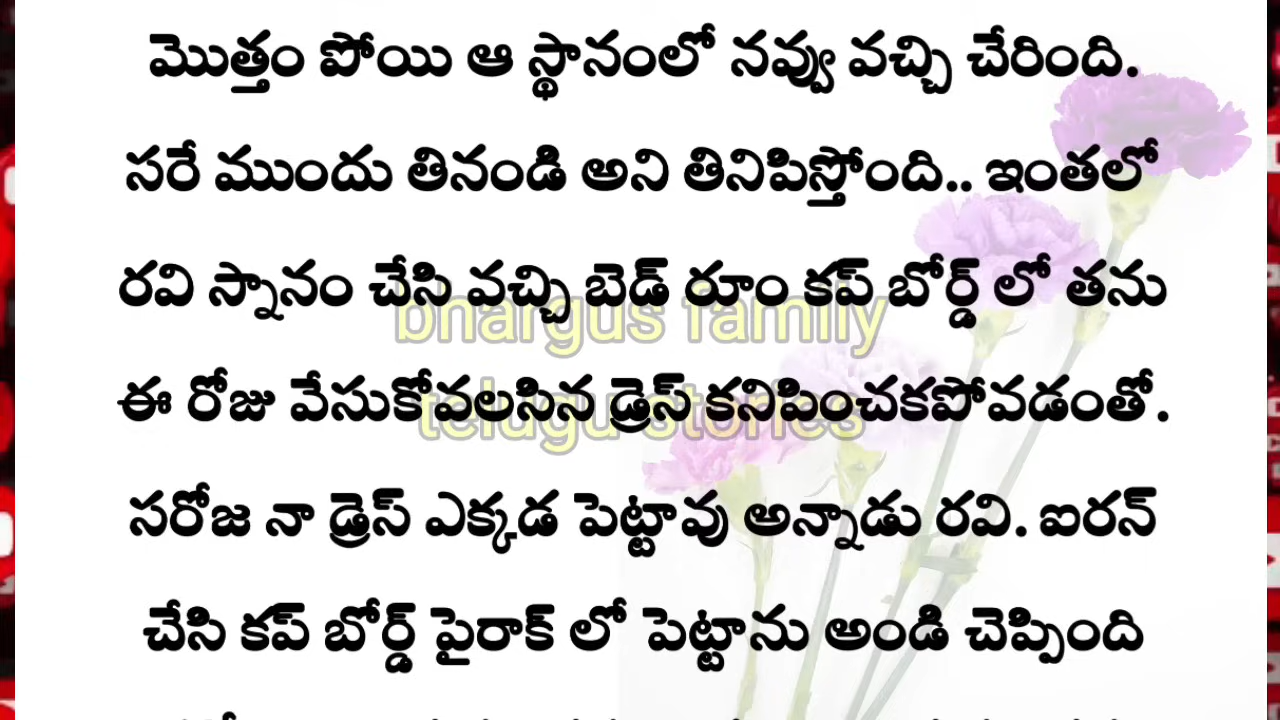 మొత్తం పోయి ఆ స్థానంలో నవ్వు వచ్చి చేరింది.
సరే ముందు తినండి అని తినిపిస్తోంది.. ఇంతలో
రవి స్నానం చేసి వచ్చి బెడ్ రూం కప్ బోర్డ్ లో తను
bhargus family
ఈ రోజు వేసుకోవలసిన డ్రెస్ కనిపించకపోవడంతో.
telugu stories
సరోజ నా డ్రెస్ ఎక్కడ పెట్టావు అన్నాడు రవి. ఐరన్
చేసి కప్ బోర్డ్ పైరాక్ లో పెట్టాను అండి చెప్పింది